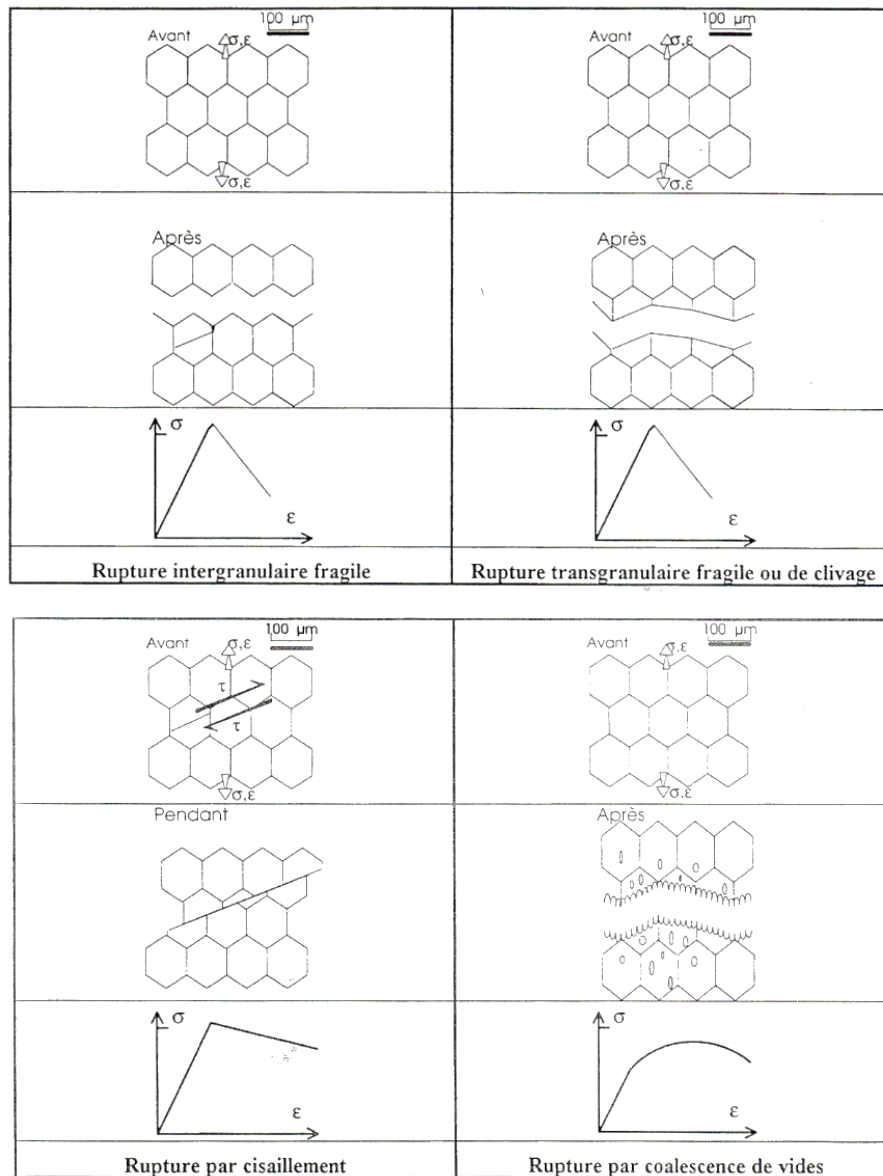 100 µm
Avant
σ,ε
σ,ε
Après
σ
ε
Rupture intergranulaire fragile
100 µm
Avant
σ,ε
σ,ε
Après
σ
ε
Rupture transgranulaire fragile ou de clivage
100 µm
Avant
σ,ε
τ
τ
σ,ε
Pendant
σ
ε
Rupture par cisaillement
100 µm
Avant
σ,ε
σ,ε
Après
σ
ε
Rupture par coalescence de vides